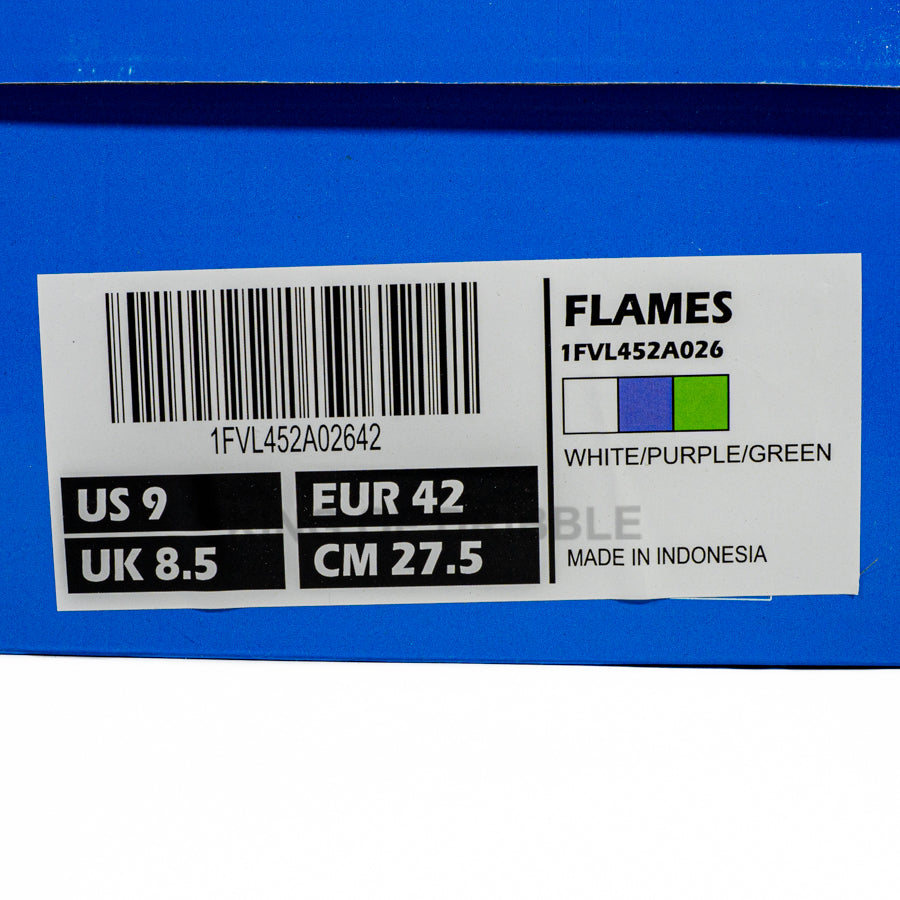 1FVL452A02642
US 9
EUR 42
UK 8.5
CM 27.5
FLAMES
1FVL452A026
WHITE/PURPLE/GREEN
MADE IN INDONESIA